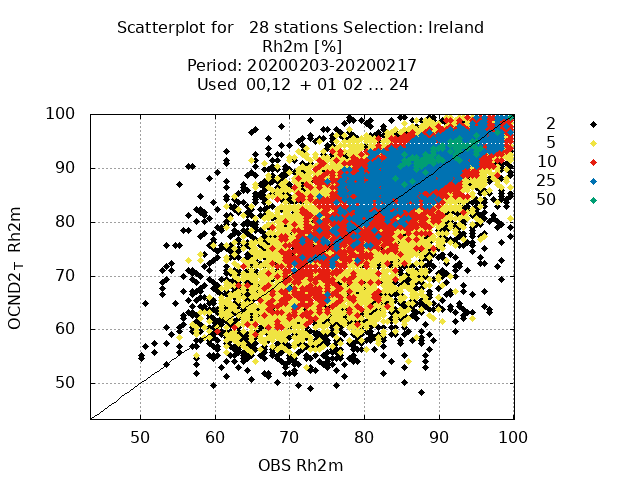 Scatterplot for 28 stations Selection: Ireland
Rh2m [%]
Period: 20200203-20200217
Used 00,12 + 01 02 ... 24
100
90
80
70
60
50
OCND2_T Rh2m
50 60 70 80 90 100
OBS Rh2m
2
5
10
25
50